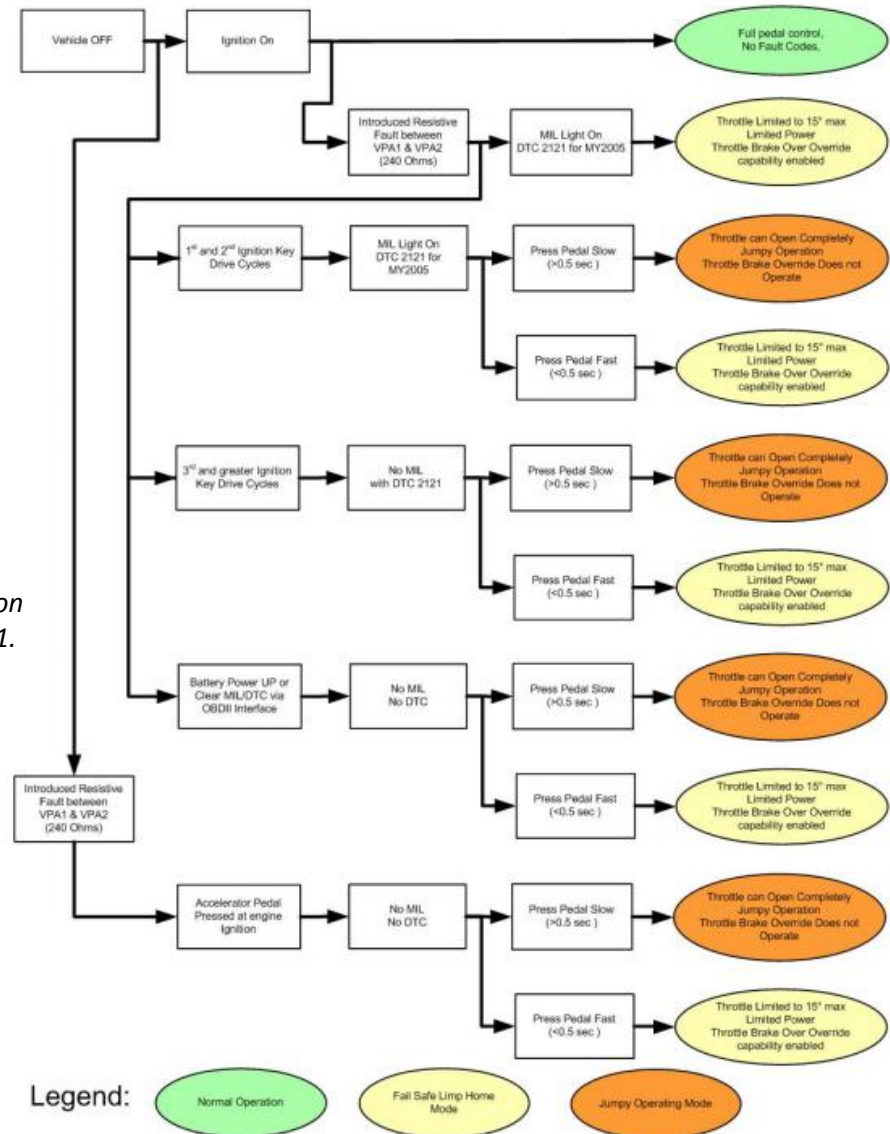 Vehicle OFF
Ignition On
Full pedal control,
No Fault Codes,
Introduced Resistive
Fault between
VPA1 & VPA2
(240 Ohms)
MIL Light On
DTC 2121 for MY2005
Throttle Limited to 15° max
Limited Power
Throttle Brake Over Override
capability enabled
1st and 2nd Ignition Key
Drive Cycles
MIL Light On
DTC 2121 for
MY2005
Press Pedal Slow
(>0.5 sec )
Throttle can Open Completely
Jumpy Operation
Throttle Brake Override Does not
Operate
Press Pedal Fast
(<0.5 sec )
Throttle Limited to 15° max
Limited Power
Throttle Brake Over Override
capability enabled
3rd and greater Ignition
Key Drive Cycles
No MIL
with DTC 2121
Press Pedal Slow
(>0.5 sec )
Throttle can Open Completely
Jumpy Operation
Throttle Brake Override Does not
Operate
Press Pedal Fast
(<0.5 sec )
Throttle Limited to 15° max
Limited Power
Throttle Brake Over Override
capability enabled
on
1.
Battery Power UP or
Clear MIL/DTC via
OBDII Interface
No MIL
No DTC
Press Pedal Slow
(>0.5 sec )
Throttle can Open Completely
Jumpy Operation
Throttle Brake Override Does not
Operate
Press Pedal Fast
(<0.5 sec )
Throttle Limited to 15° max
Limited Power
Throttle Brake Over Override
capability enabled
Introduced Resistive
Fault between
VPA1 & VPA2
(240 Ohms)
Accelerator Pedal
Pressed at engine
Ignition
No MIL
No DTC
Press Pedal Slow
(>0.5 sec )
Throttle can Open Completely
Jumpy Operation
Throttle Brake Override Does not
Operate
Press Pedal Fast
(<0.5 sec )
Throttle Limited to 15° max
Limited Power
Throttle Brake Over Override
capability enabled
Legend:
Normal Operation
Fail Safe Limp Home
Mode
Jumpy Operating Mode